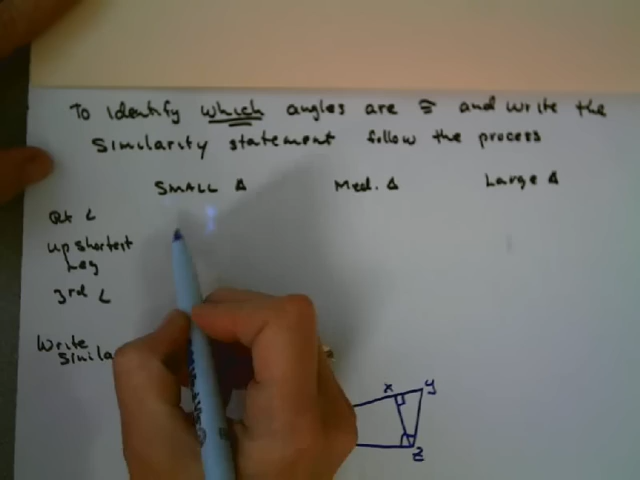 To identify which angles are ≅ and write the
similarity statement follow the process
SMALL Δ Med. Δ Large Δ
Rt ∠
up shortest
Leg
3rd ∠
Write
x y
z